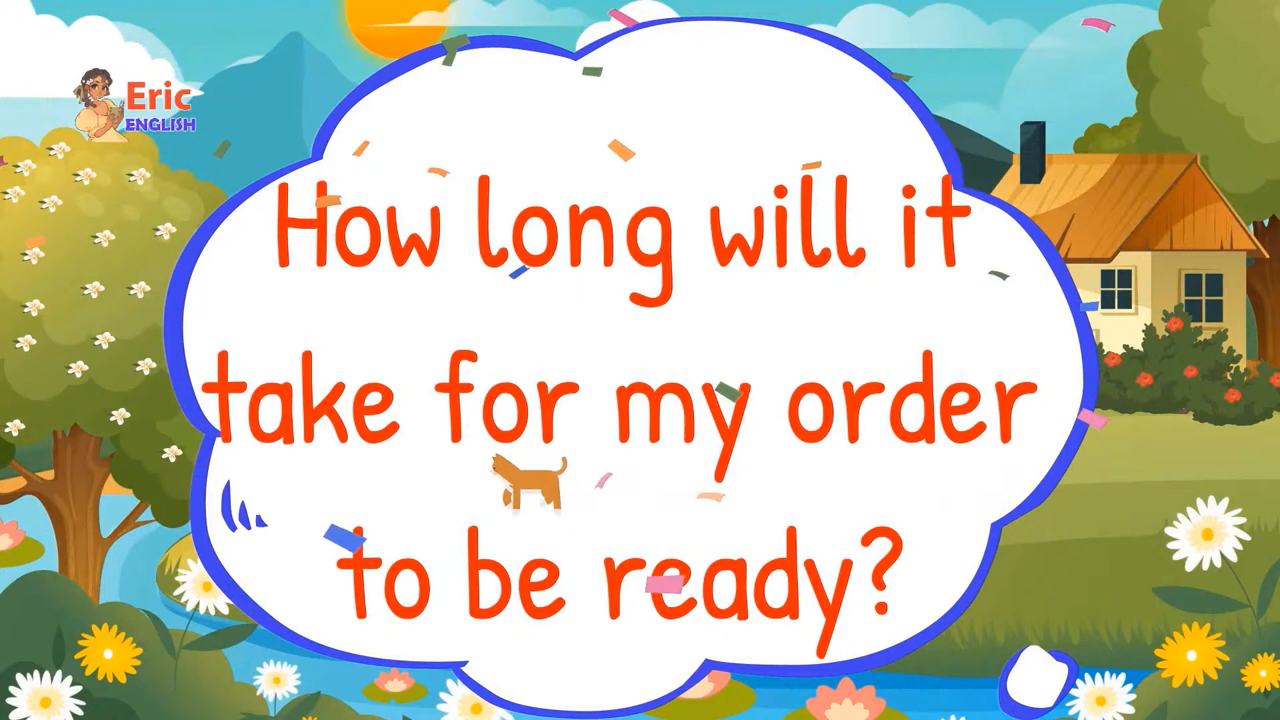 Eric
ENGLISH
How long will it
take for my order
to be ready?